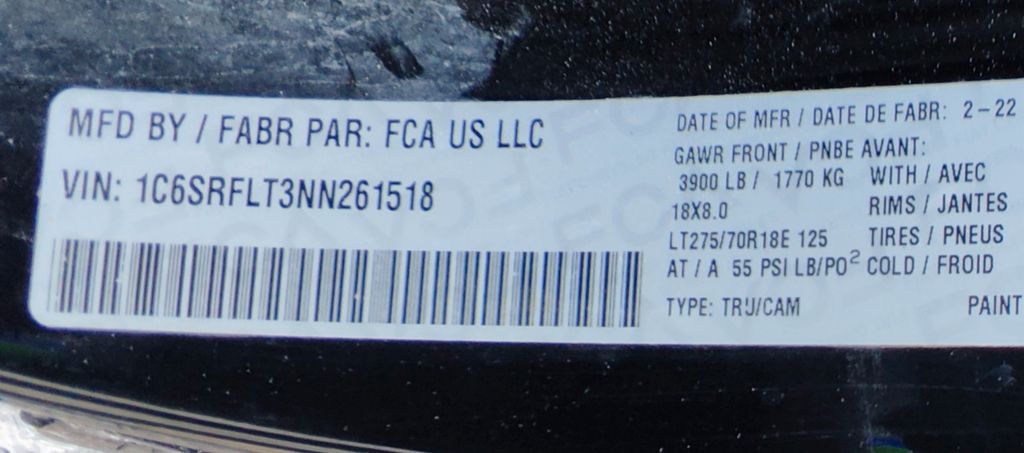 MFD BY / FABR PAR: FCA US LLC
VIN: 1C6SRFLT3NN261518
DATE OF MFR / DATE DE FABR: 2-22
GAWR FRONT / PNBE AVANT:
3900 LB / 1770 KG WITH / AVEC
18X8.0 RIMS / JANTES
LT275/70R18E 125 TIRES / PNEUS
AT / A 55 PSI LB/PO² COLD / FROID
TYPE: TRU/CAM PAINT